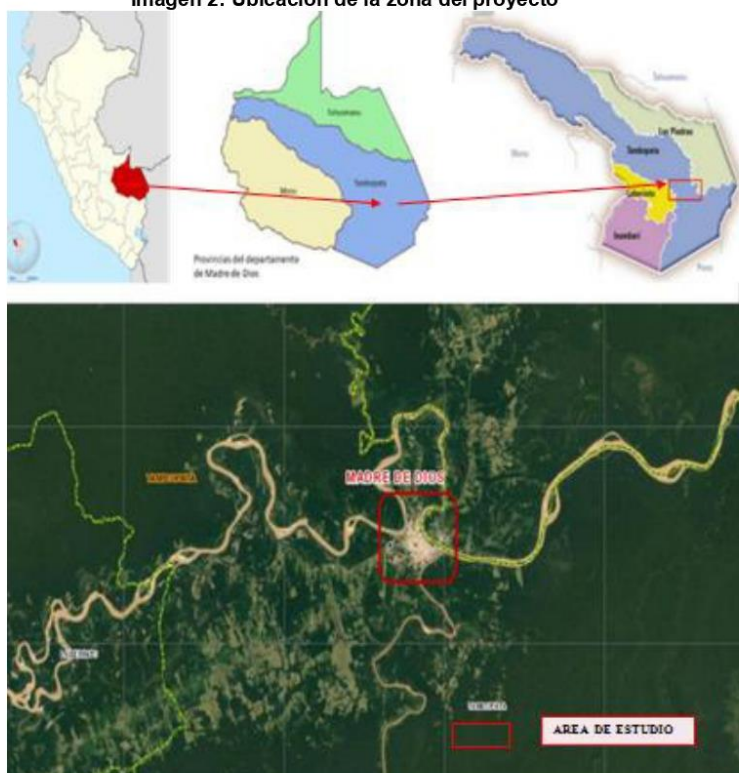 Imagen 2: Ubicación de la zona del proyecto
Tahuamanu
Manu
Tambopata
Provincias del departamento
de Madre de Dios
Las Piedras
Tambopata
Laberinto
Inambari
MADRE DE DIOS
TAMBOPATA
AREA DE ESTUDIO